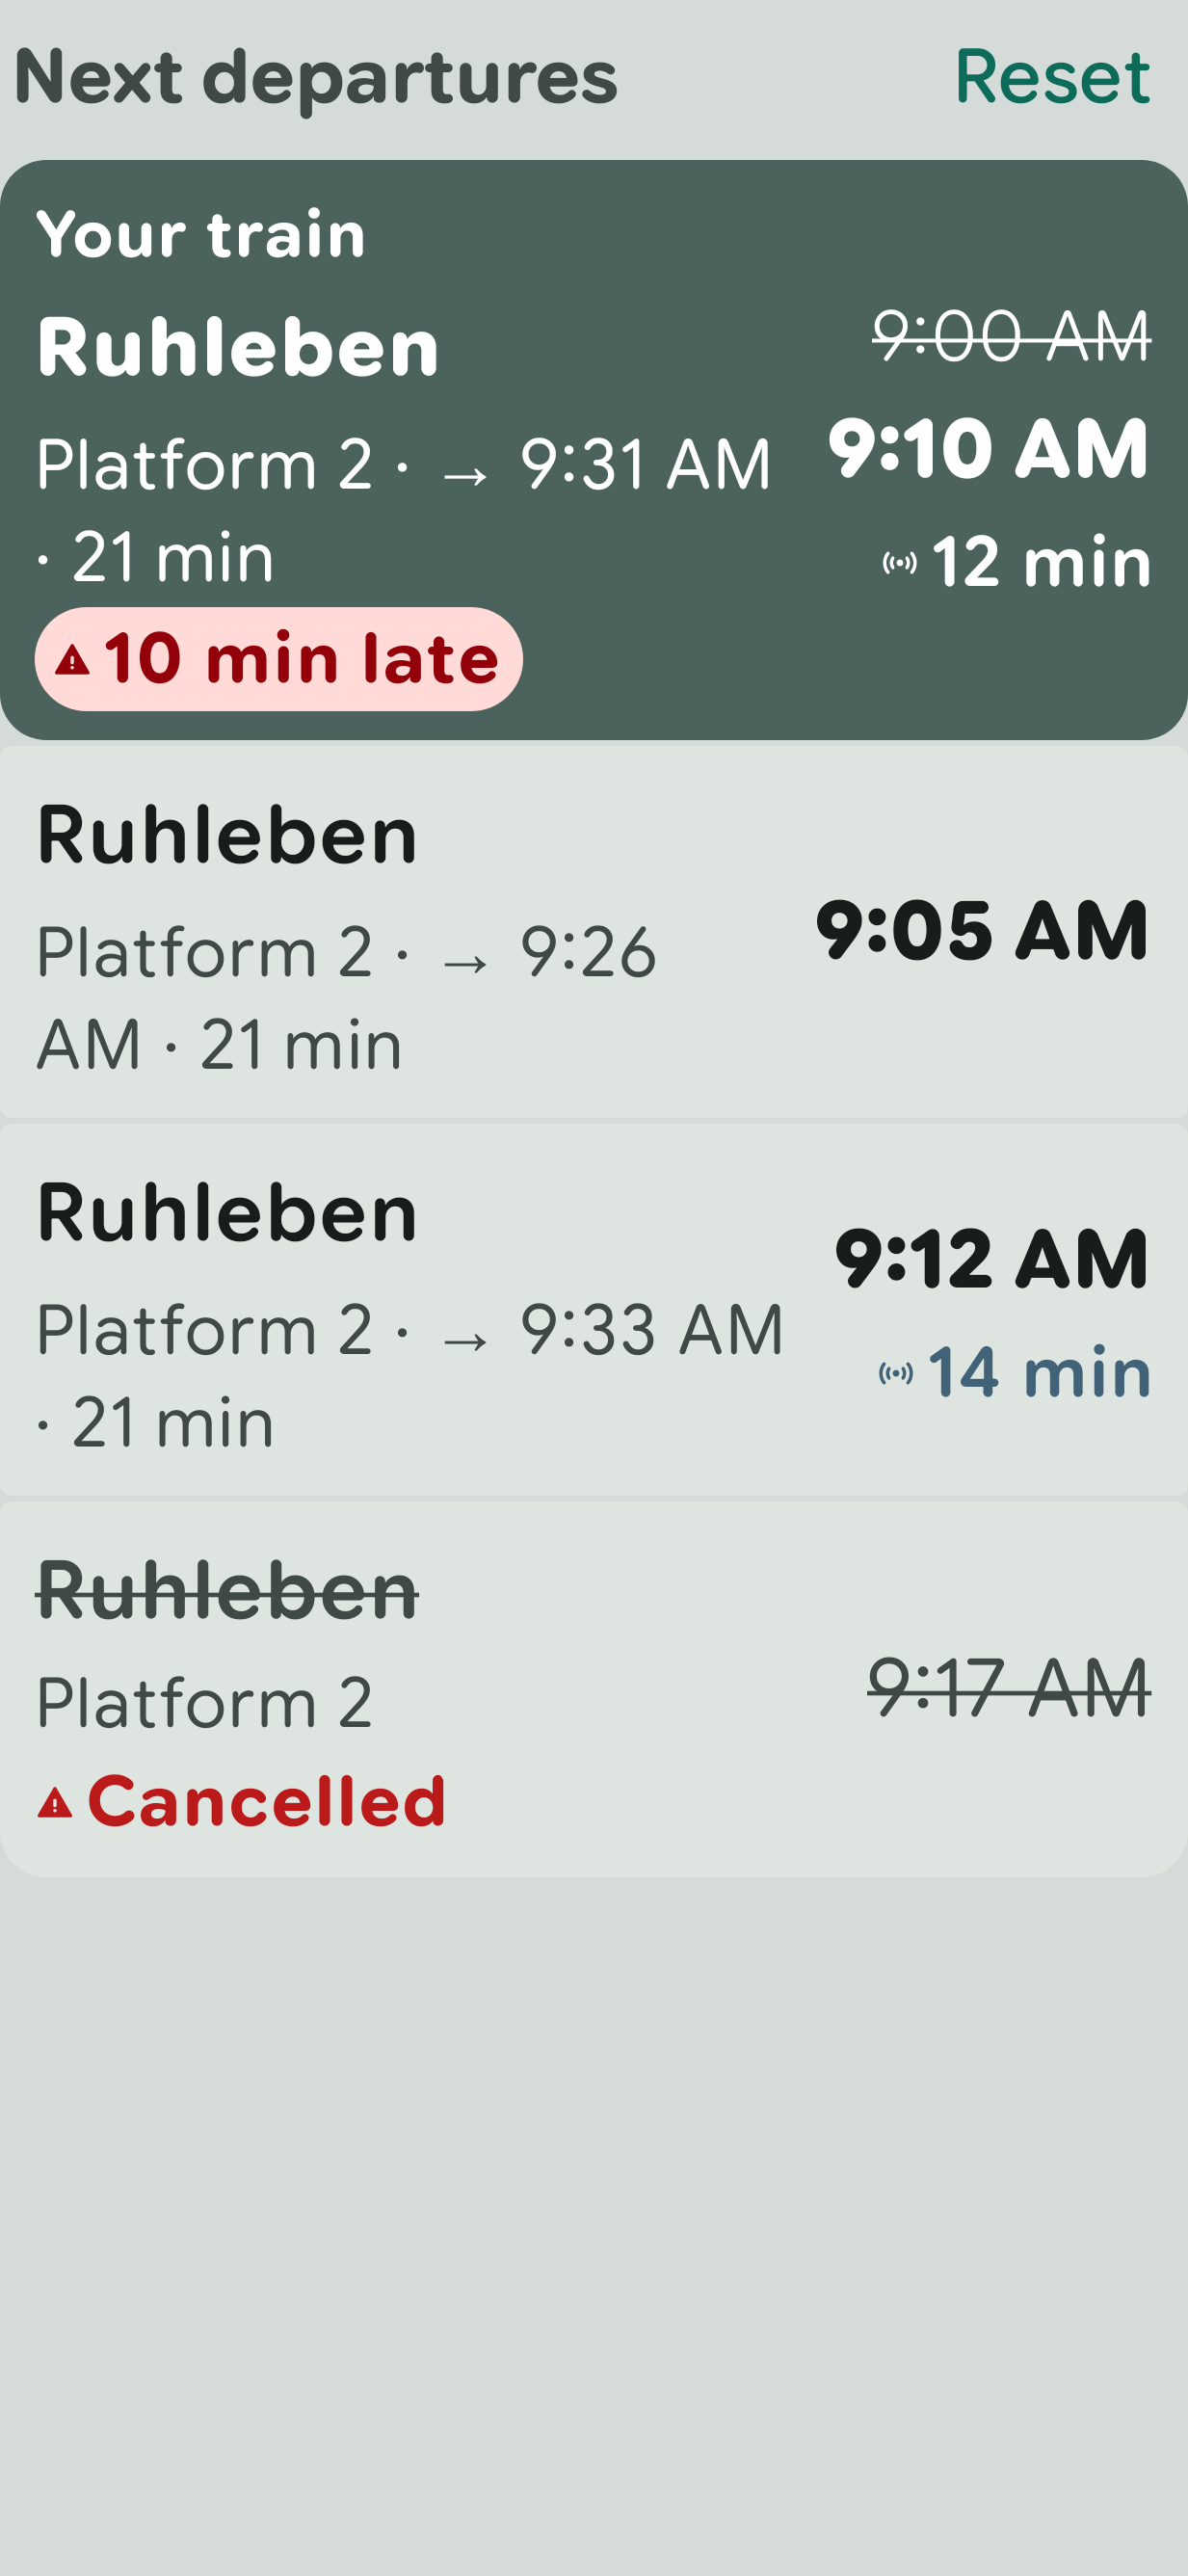 Next departures
Reset
Your train
Ruhleben
9:00 AM
Platform 2 · → 9:31 AM
9:10 AM
· 21 min
12 min
10 min late
Ruhleben
9:05 AM
Platform 2 · → 9:26
AM · 21 min
Ruhleben
9:12 AM
Platform 2 · → 9:33 AM
14 min
· 21 min
Ruhleben
9:17 AM
Platform 2
Cancelled